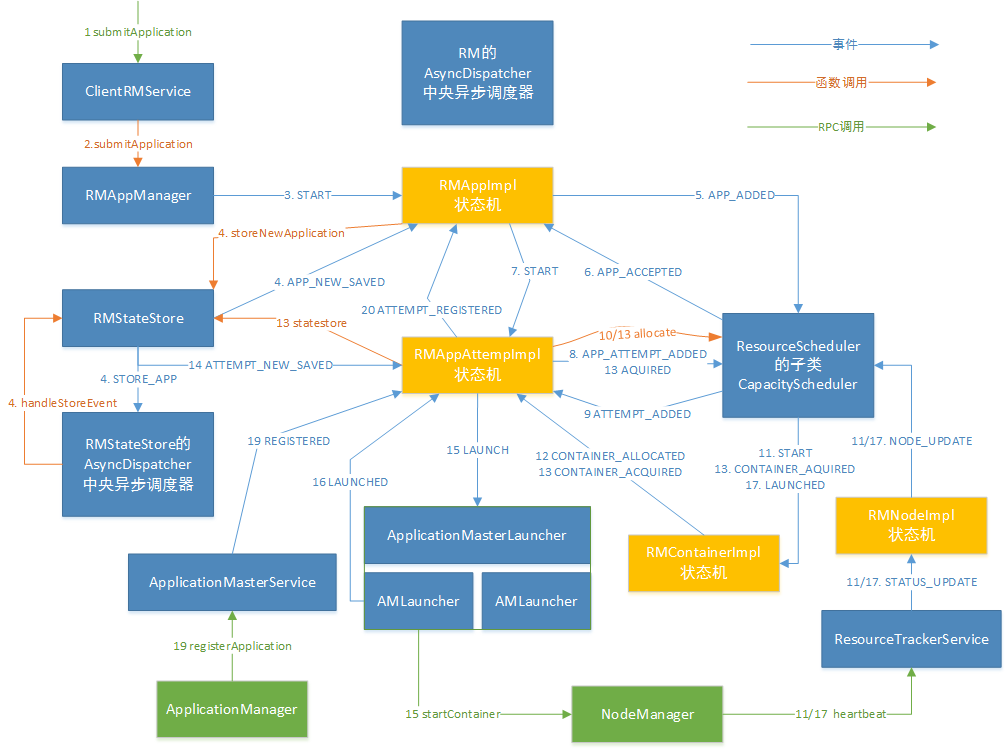 1 submitApplication
RM的
AsyncDispatcher
中央异步调度器
事件
函数调用
RPC调用
ClientRMService
2.submitApplication
RMAppManager
3. START
RMAppImpl
状态机
5. APP_ADDED
4. storeNewApplication
4. APP_NEW_SAVED
7. START
6. APP_ACCEPTED
20 ATTEMPT_REGISTERED
RMStateStore
13 statestore
10/13 allocate
RMAppAttempImpl
状态机
8. APP_ATTEMPT_ADDED
13 AQUIRED
ResourceScheduler
的子类
CapacityScheduler
14 ATTEMPT_NEW_SAVED
4. STORE_APP
4. handleStoreEvent
9 ATTEMPT_ADDED
RMStateStore的
AsyncDispatcher
中央异步调度器
19 REGISTERED
15 LAUNCH
16 LAUNCHED
12 CONTAINER_ALLOCATED
13 CONTAINER_ACQUIRED
11. START
13. CONTAINER_AQUIRED
17. LAUNCHED
11/17. NODE_UPDATE
RMNodeImpl
状态机
ApplicationMasterLauncher
RMContainerImpl
状态机
ApplicationMasterService
AMLauncher
AMLauncher
11/17. STATUS_UPDATE
ResourceTrackerService
19 registerApplication
ApplicationManager
15 startContainer
NodeManager
11/17 heartbeat